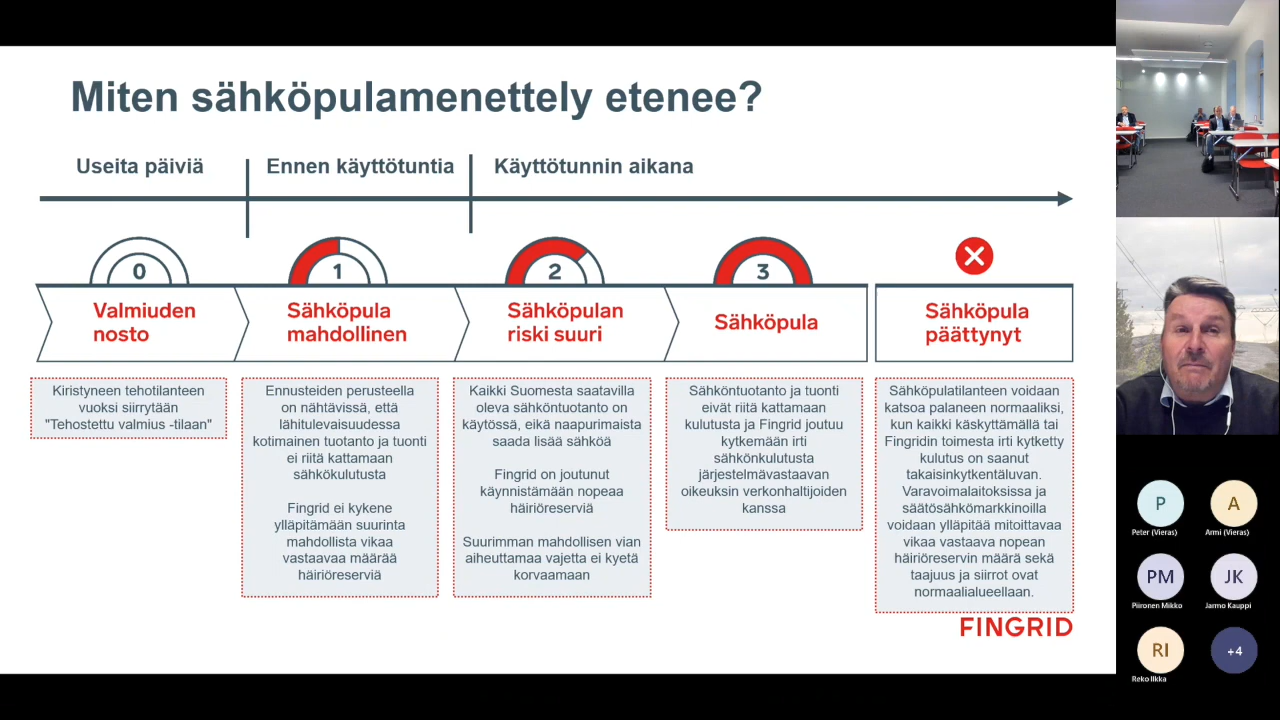 Miten sähköpulamenettely etenee?
Useita päiviä
Ennen käyttötuntia
Käyttötunnin aikana
0
1
2
3
Valmiuden
nosto
Sähköpula
mahdollinen
Sähköpulan
riski suuri
Sähköpula
Sähköpula
päättynyt
Kiristyneen tehotilanteen
vuoksi siirrytään
"Tehostettu valmius -tilaan"
Ennusteiden perusteella
on nähtävissä, että
lähitulevaisuudessa
kotimainen tuotanto ja tuonti
ei riitä kattamaan
sähkökulutusta
Fingrid ei kykene
ylläpitämään suurinta
mahdollista vikaa
vastaavaa määrää
häiriöreserviä
Kaikki Suomesta saatavilla
oleva sähköntuotanto on
käytössä, eikä naapurimaista
saada lisää sähköä
Fingrid on joutunut
käynnistämään nopeaa
häiriöreserviä
Suurimman mahdollisen vian
aiheuttamaa vajetta ei kyetä
korvaamaan
Sähköntuotanto ja tuonti
eivät riitä kattamaan
kulutusta ja Fingrid joutuu
kytkemään irti
sähkönkulutusta
järjestelmävastaavan
oikeuksin verkonhaltijoiden
kanssa
Sähköpulatilanteen voidaan
katsoa palaneen normaaliksi,
kun kaikki käskyttämällä tai
Fingridin toimesta irti kytketty
kulutus on saanut
takaisinkytkentäluvan.
Varavoimalaitoksissa ja
säätösähkömarkkinoilla
voidaan ylläpitää mitoittavaa
vikaa vastaava nopean
häiriöreservin määrä sekä
taajuus ja siirrot ovat
normaalialueellaan.
FINGRID
P
Peter (Vieras)
A
Armi (Vieras)
PM
Piironen Mikko
JK
Jarmo Kauppi
RI
Reko Ilkka
+4